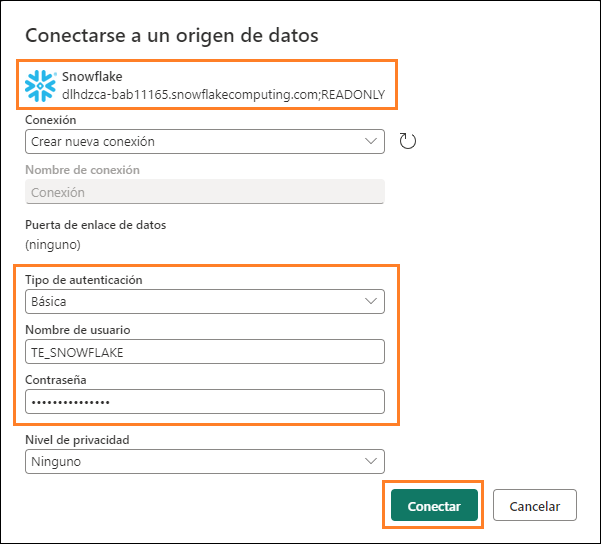 Conectarse a un origen de datos
Snowflake
dlhdzca-bab11165.snowflakecomputing.com;READONLY
Conexión
Crear nueva conexión
Nombre de conexión
Conexión
Puerta de enlace de datos
(ninguno)
Tipo de autenticación
Básica
Nombre de usuario
TE_SNOWFLAKE
Contraseña
•••••••••••••••
Nivel de privacidad
Ninguno
Conectar
Cancelar